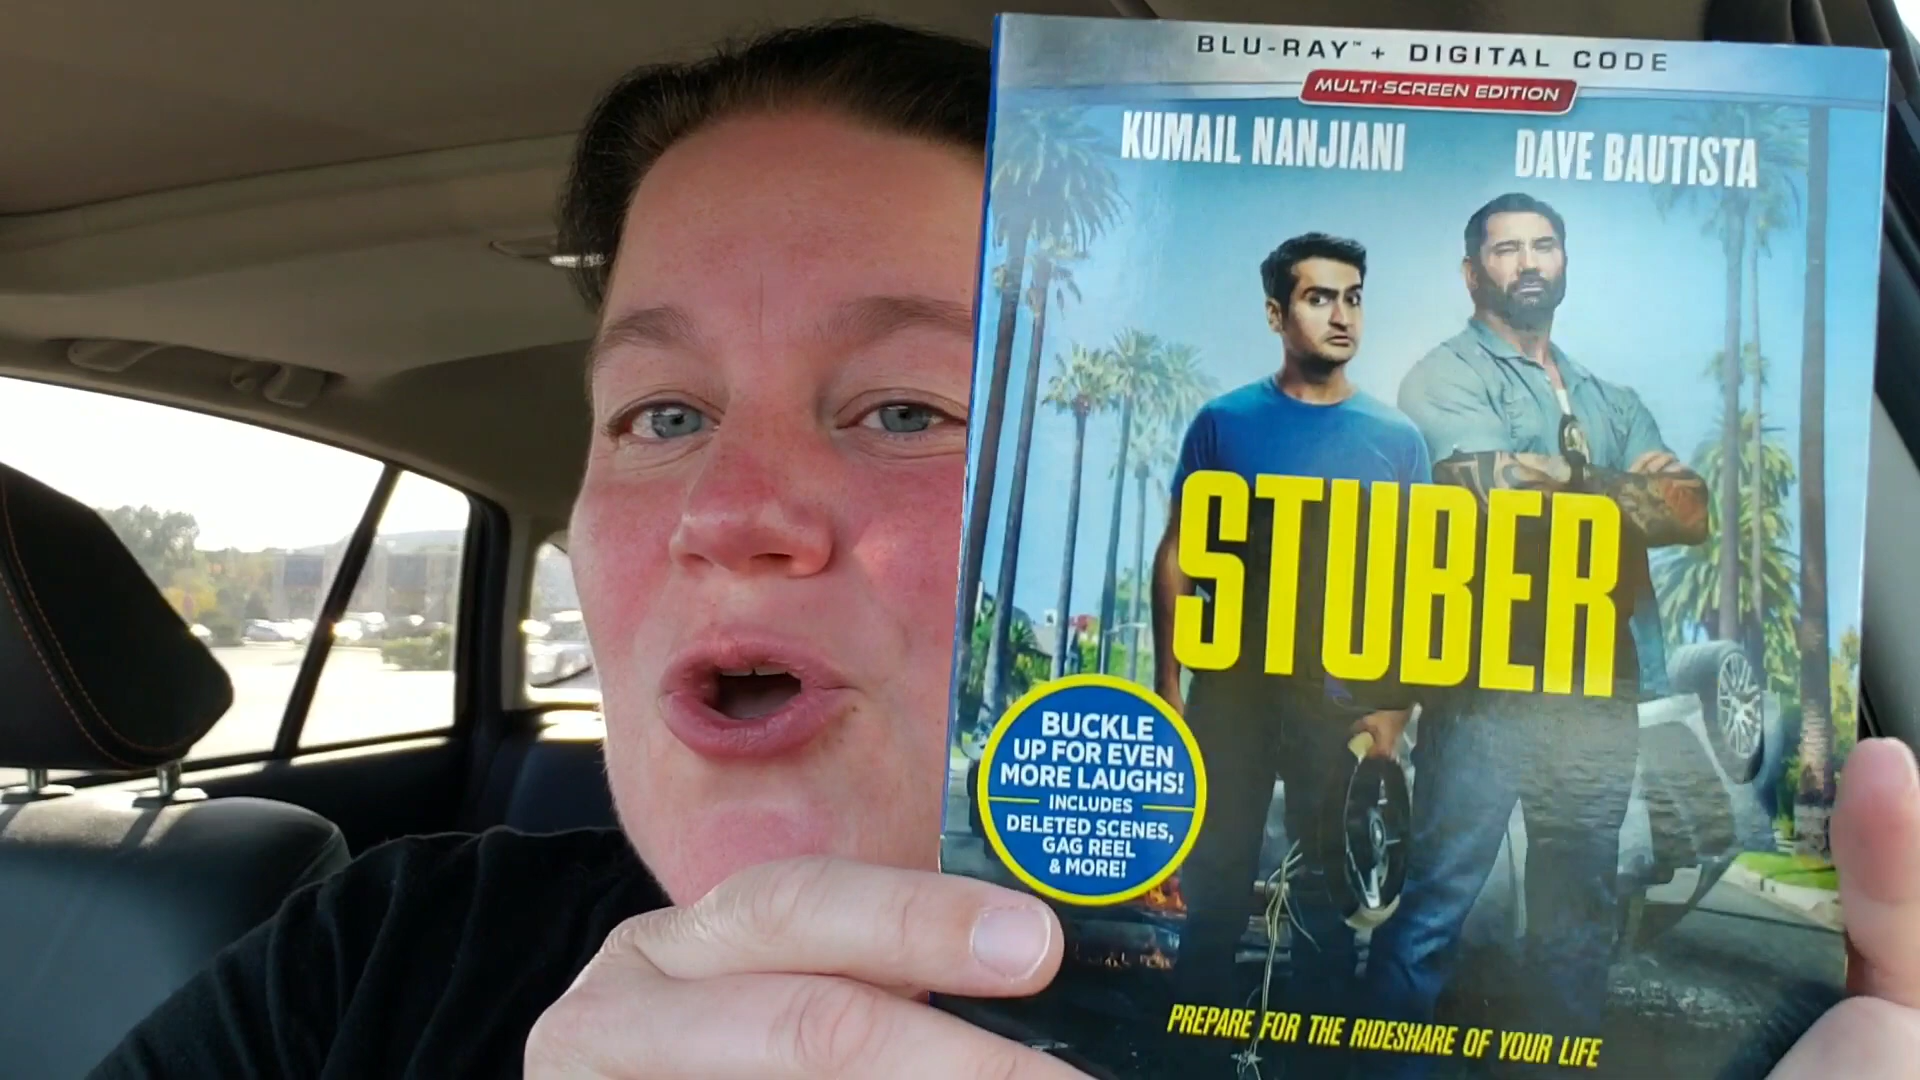 BLU-RAY™ + DIGITAL CODE
MULTI-SCREEN EDITION
KUMAIL NANJIANI DAVE BAUTISTA
STUBER
BUCKLE
UP FOR EVEN
MORE LAUGHS!
INCLUDES
DELETED SCENES,
GAG REEL
& MORE!
PREPARE FOR THE RIDESHARE OF YOUR LIFE